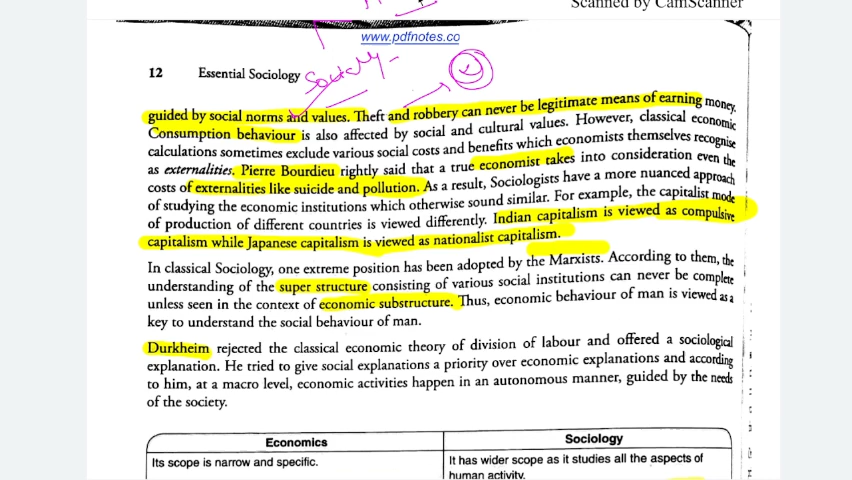 Scanned by CamScanner
www.pdfnotes.co
12 Essential Sociology
Society
guided by social norms and values. Theft and robbery can never be legitimate means of earning money.
Consumption behaviour is also affected by social and cultural values. However, classical economic
calculations sometimes exclude various social costs and benefits which economists themselves recognise
as externalities. Pierre Bourdieu rightly said that a true economist takes into consideration even the
costs of externalities like suicide and pollution. As a result, Sociologists have a more nuanced approach
of studying the economic institutions which otherwise sound similar. For example, the capitalist mode
of production of different countries is viewed differently. Indian capitalism is viewed as compulsive
capitalism while Japanese capitalism is viewed as nationalist capitalism.
In classical Sociology, one extreme position has been adopted by the Marxists. According to them, the
understanding of the super structure consisting of various social institutions can never be complete
unless seen in the context of economic substructure. Thus, economic behaviour of man is viewed as a
key to understand the social behaviour of man.
Durkheim rejected the classical economic theory of division of labour and offered a sociological
explanation. He tried to give social explanations a priority over economic explanations and according
to him, at a macro level, economic activities happen in an autonomous manner, guided by the needs
of the society.
Economics Sociology
Its scope is narrow and specific. It has wider scope as it studies all the aspects of
human activity.